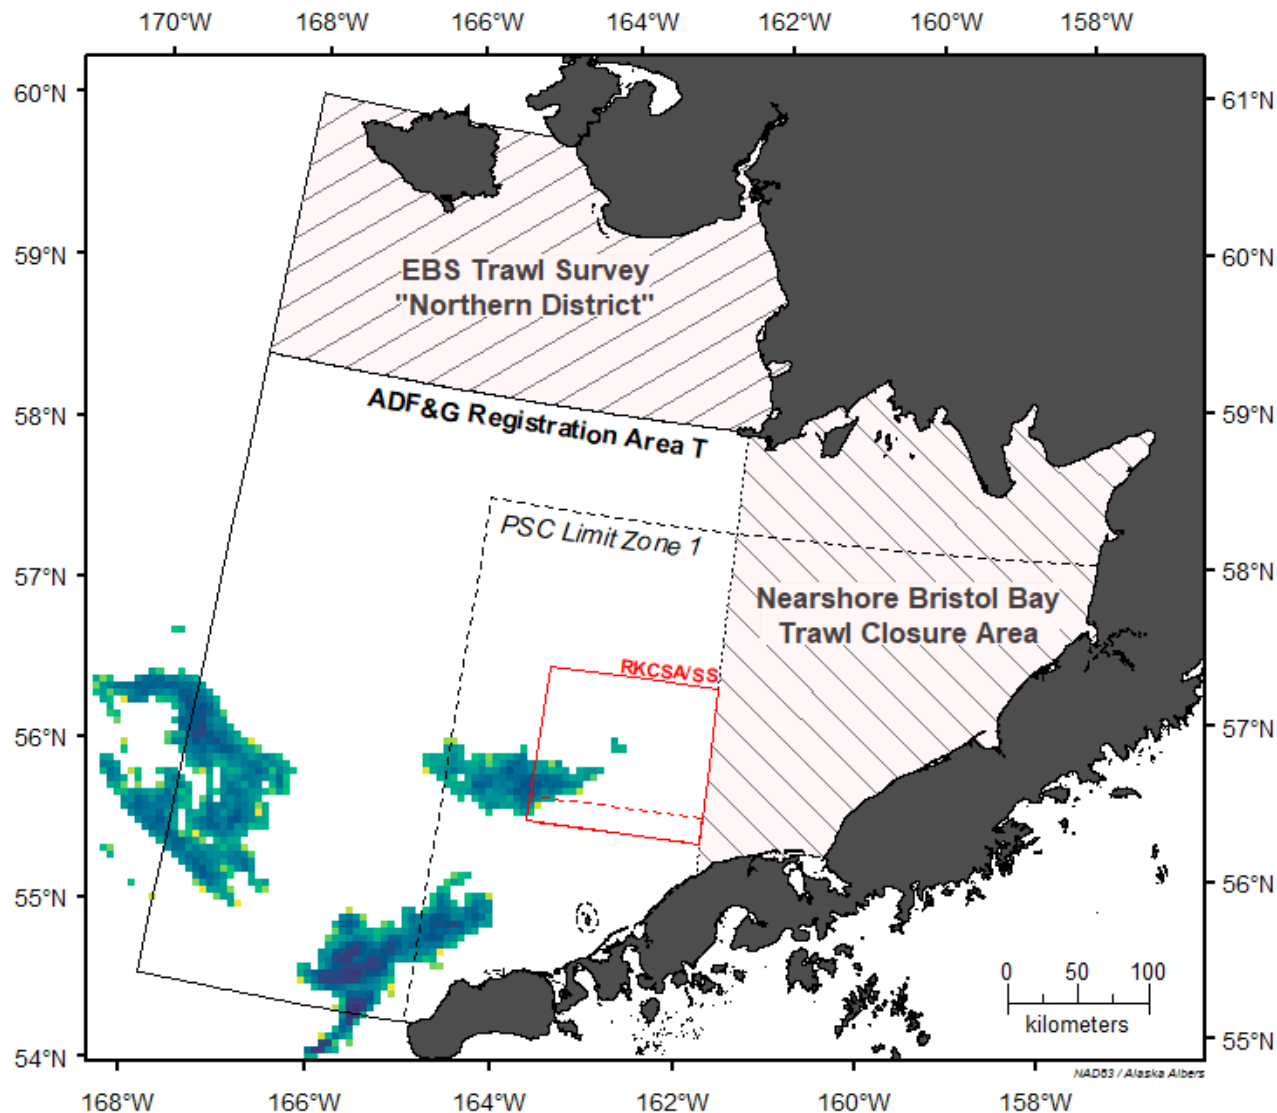 170°W 168°W 166°W 164°W 162°W 160°W 158°W
60°N
61°N
EBS Trawl Survey
"Northern District"
59°N
60°N
ADF&G Registration Area T
58°N
59°N
PSC Limit Zone 1
57°N
58°N
Nearshore Bristol Bay
Trawl Closure Area
RKCSA/SS
56°N
57°N
55°N
56°N
0 50 100
kilometers
54°N
55°N
NAD83 / Alaska Albers
168°W 166°W 164°W 162°W 160°W 158°W